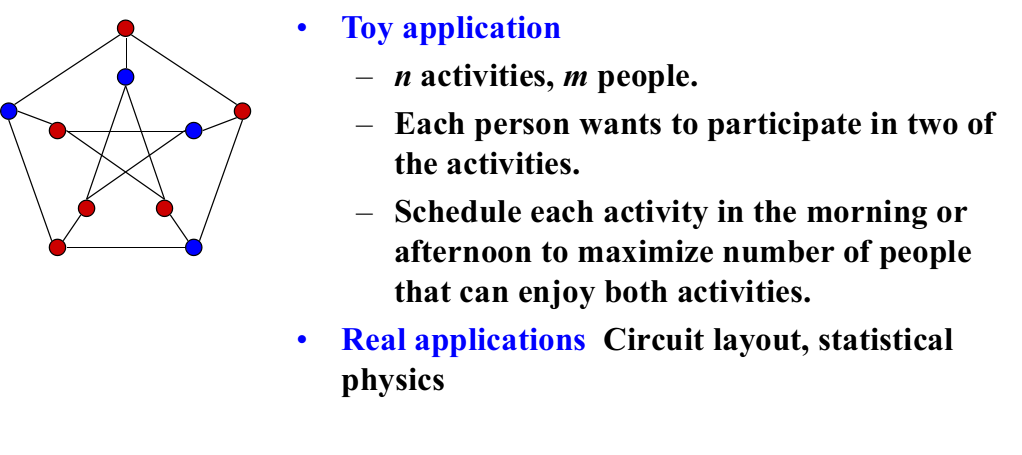 • Toy application
– n activities, m people.
– Each person wants to participate in two of
the activities.
– Schedule each activity in the morning or
afternoon to maximize number of people
that can enjoy both activities.
• Real applications Circuit layout, statistical
physics